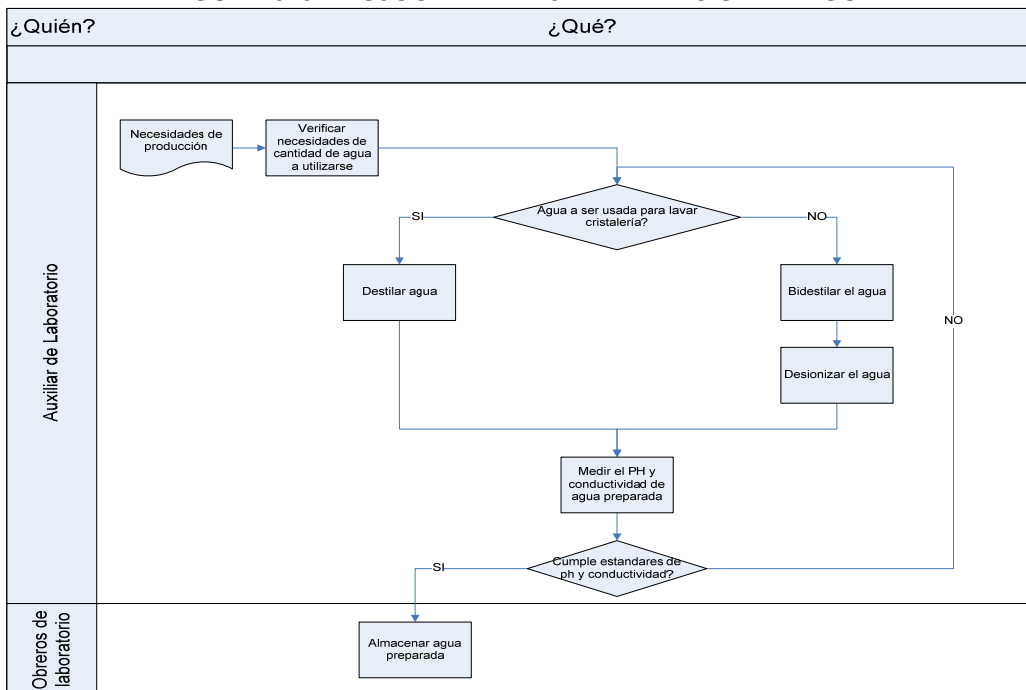 ¿Quién?
¿Qué?
Auxiliar de Laboratorio
Necesidades de
producción
Verificar
necesidades de
cantidad de agua
a utilizarse
Agua a ser usada para lavar
cristalería?
SI
NO
Destilar agua
Bidestilar el agua
NO
Desionizar el agua
Medir el PH y
conductividad de
agua preparada
Cumple estandares de
ph y conductividad?
SI
Obreros de
laboratorio
Almacenar agua
preparada